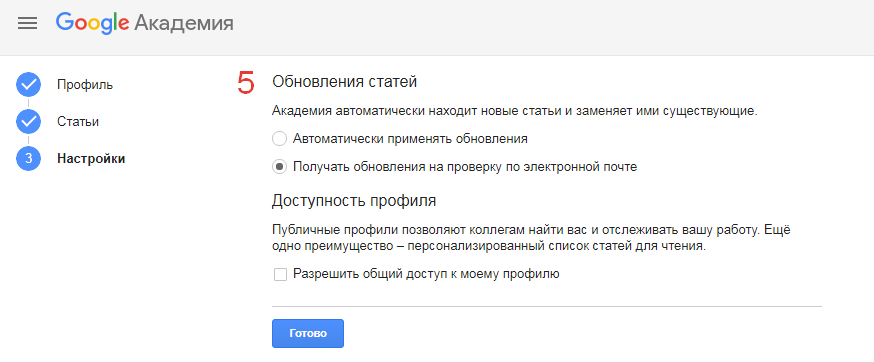 Google Академия
Профиль
Статьи
3 Настройки
5 Обновления статей
Академия автоматически находит новые статьи и заменяет ими существующие.
Автоматически применять обновления
Получать обновления на проверку по электронной почте
Доступность профиля
Публичные профили позволяют коллегам найти вас и отслеживать вашу работу. Ещё
одно преимущество – персонализированный список статей для чтения.
Разрешить общий доступ к моему профилю
Готово